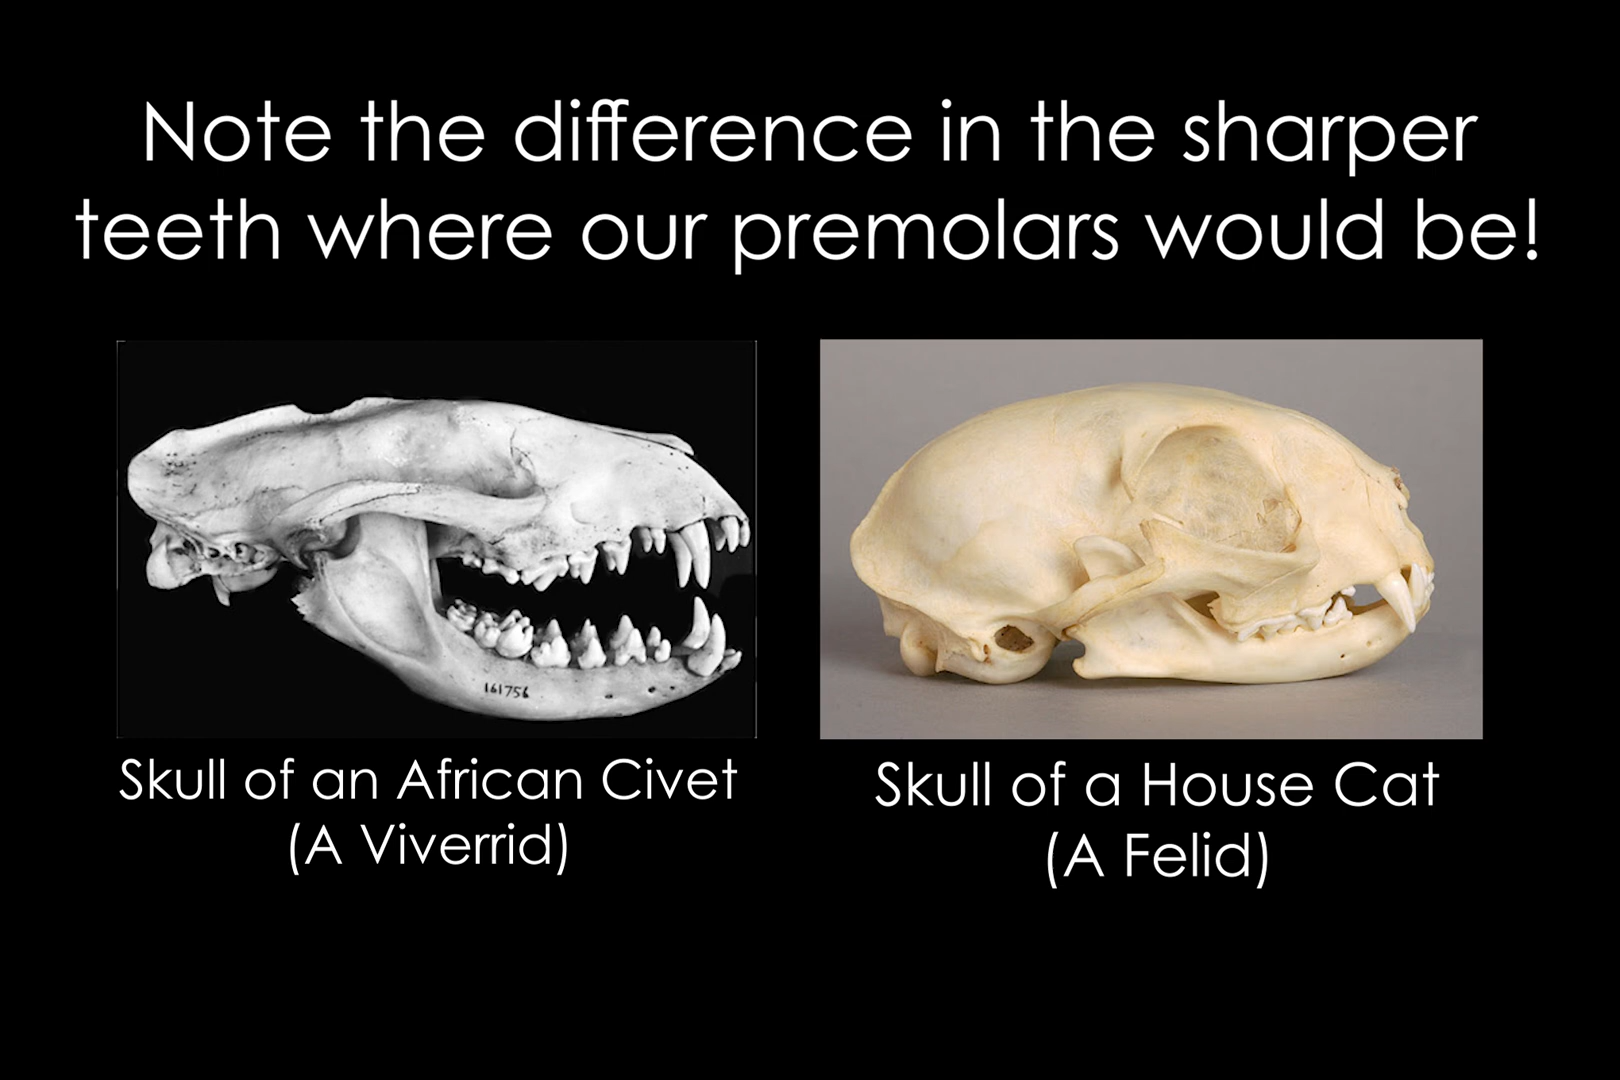 Note the difference in the sharper
teeth where our premolars would be!
161756
Skull of an African Civet
(A Viverrid)
Skull of a House Cat
(A Felid)